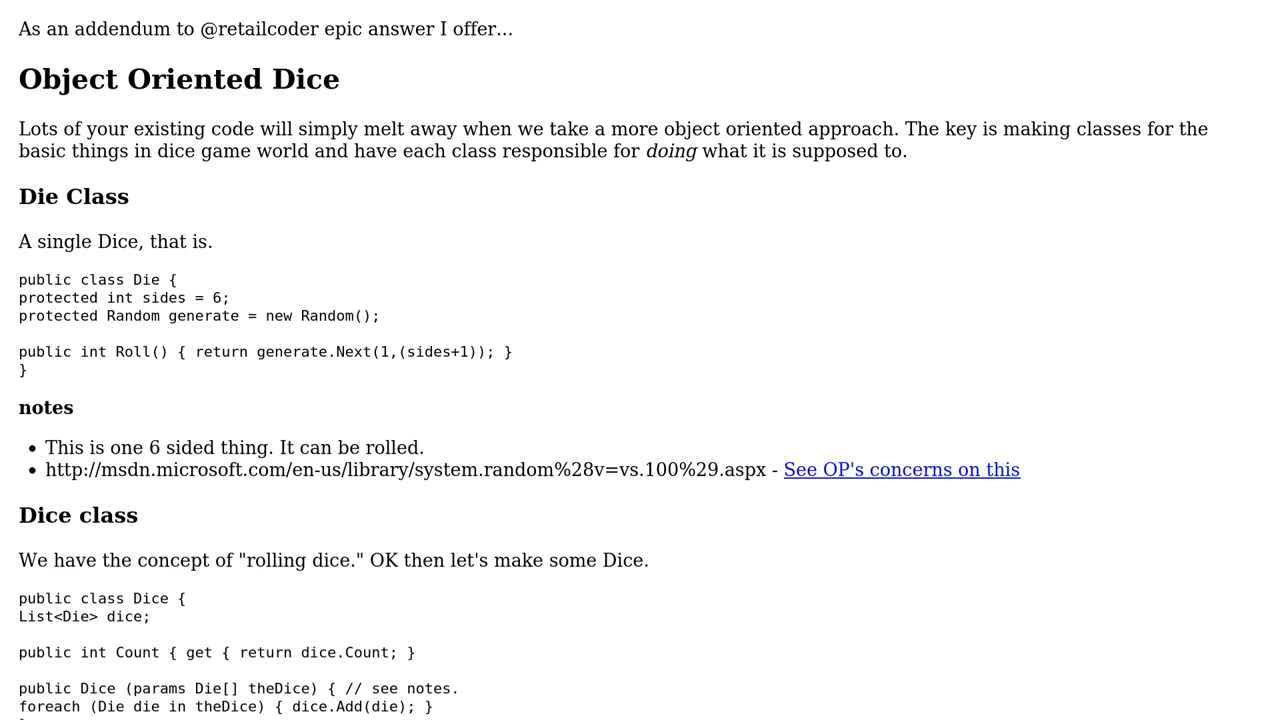 As an addendum to @retailcoder epic answer I offer...
Object Oriented Dice
Lots of your existing code will simply melt away when we take a more object oriented approach. The key is making classes for the
basic things in dice game world and have each class responsible for doing what it is supposed to.
Die Class
A single Dice, that is.
public class Die {
protected int sides = 6;
protected Random generate = new Random();
public int Roll() { return generate.Next(1,(sides+1)); }
}
notes
• This is one 6 sided thing. It can be rolled.
• http://msdn.microsoft.com/en-us/library/system.random%28v=vs.100%29.aspx - See OP's concerns on this
Dice class
We have the concept of "rolling dice." OK then let's make some Dice.
public class Dice {
List<Die> dice;
public int Count { get { return dice.Count; }
public Dice (params Die[] theDice) { // see notes.
foreach (Die die in theDice) { dice.Add(die); }